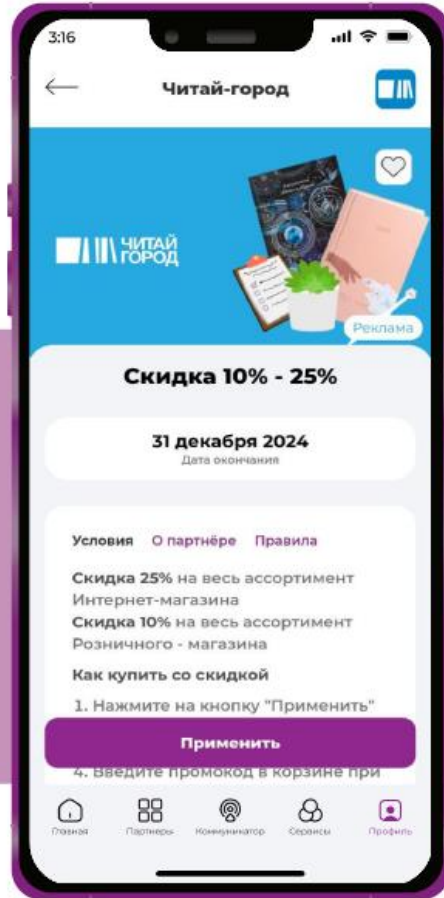 3:16
Читай-город
ЧИТАЙ
ГОРОД
Реклама
Скидка 10% - 25%
31 декабря 2024
Дата окончания
Условия О партнёре Правила
Скидка 25% на весь ассортимент
Интернет-магазина
Скидка 10% на весь ассортимент
Розничного - магазина
Как купить со скидкой
1. Нажмите на кнопку "Применить"
Применить
4. Введите промокод в корзине при
Главная Партнеры Коммуникатор Сервисы Профиль